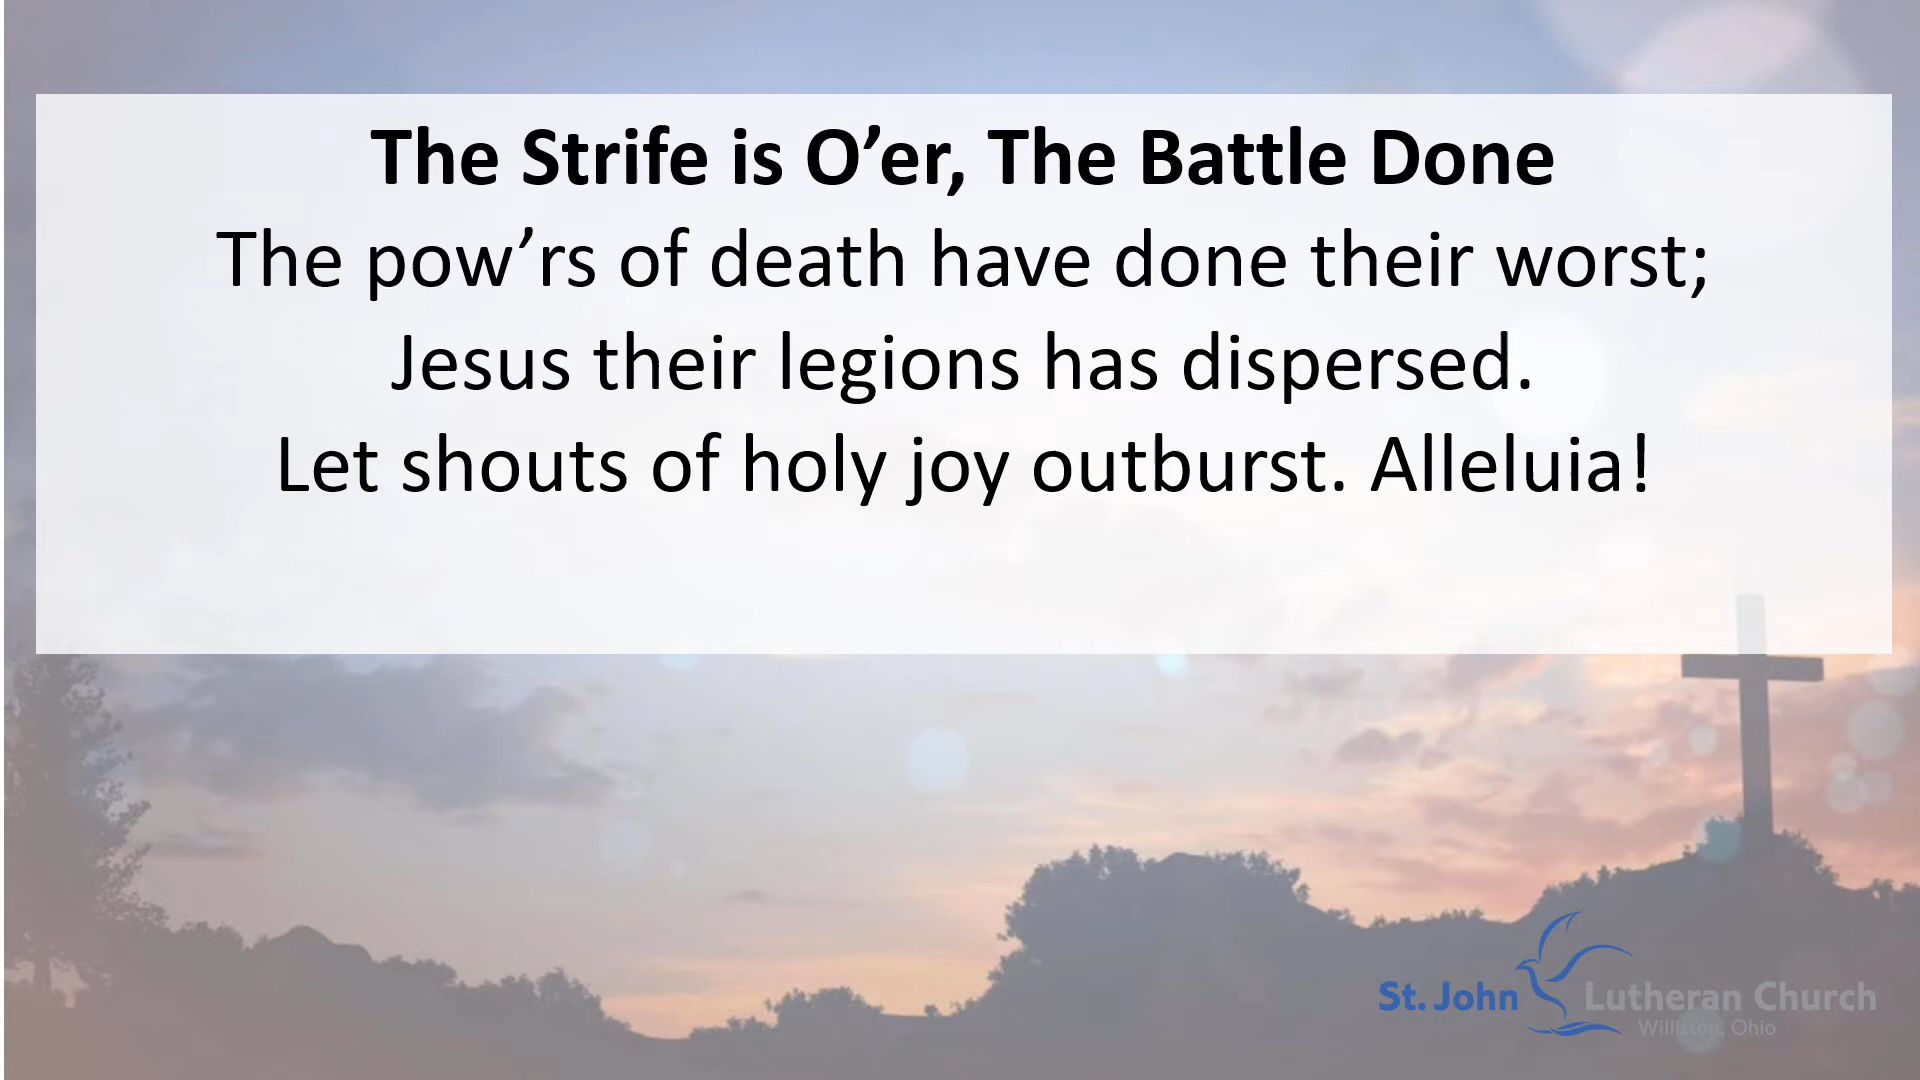 The Strife is O’er, The Battle Done
The pow’rs of death have done their worst;
Jesus their legions has dispersed.
Let shouts of holy joy outburst. Alleluia!
St. John Lutheran Church
Williston, Ohio